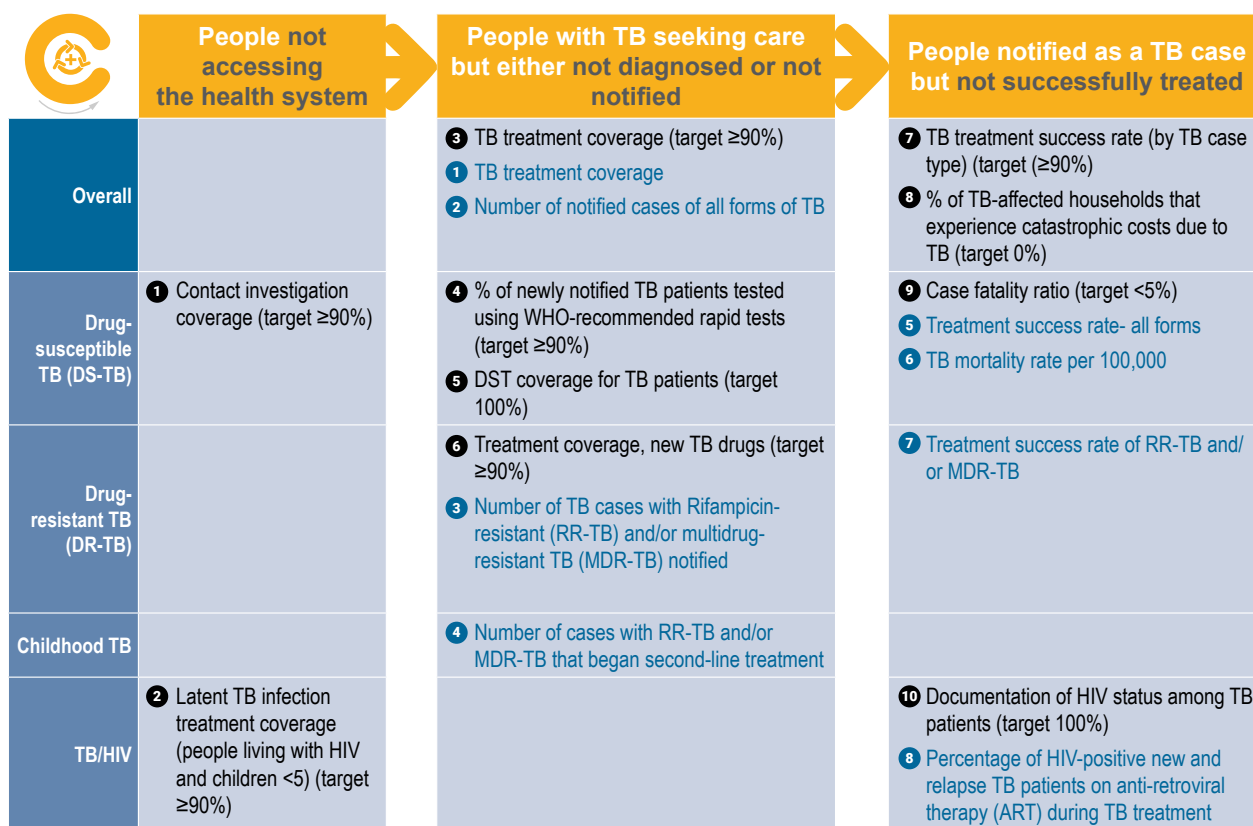 People not
accessing
the health system
People with TB seeking care
but either not diagnosed or not
notified
People notified as a TB case
but not successfully treated
Overall
3 TB treatment coverage (target ≥90%)
1 TB treatment coverage
2 Number of notified cases of all forms of TB
7 TB treatment success rate (by TB case
type) (target (≥90%)
8 % of TB-affected households that
experience catastrophic costs due to
TB (target 0%)
Drug-
susceptible
TB (DS-TB)
1 Contact investigation
coverage (target ≥90%)
4 % of newly notified TB patients tested
using WHO-recommended rapid tests
(target ≥90%)
5 DST coverage for TB patients (target
100%)
9 Case fatality ratio (target <5%)
5 Treatment success rate- all forms
6 TB mortality rate per 100,000
Drug-
resistant TB
(DR-TB)
6 Treatment coverage, new TB drugs (target
≥90%)
3 Number of TB cases with Rifampicin-
resistant (RR-TB) and/or multidrug-
resistant TB (MDR-TB) notified
7 Treatment success rate of RR-TB and/
or MDR-TB
Childhood TB
4 Number of cases with RR-TB and/or
MDR-TB that began second-line treatment
TB/HIV
2 Latent TB infection
treatment coverage
(people living with HIV
and children <5) (target
≥90%)
10 Documentation of HIV status among TB
patients (target 100%)
8 Percentage of HIV-positive new and
relapse TB patients on anti-retroviral
therapy (ART) during TB treatment